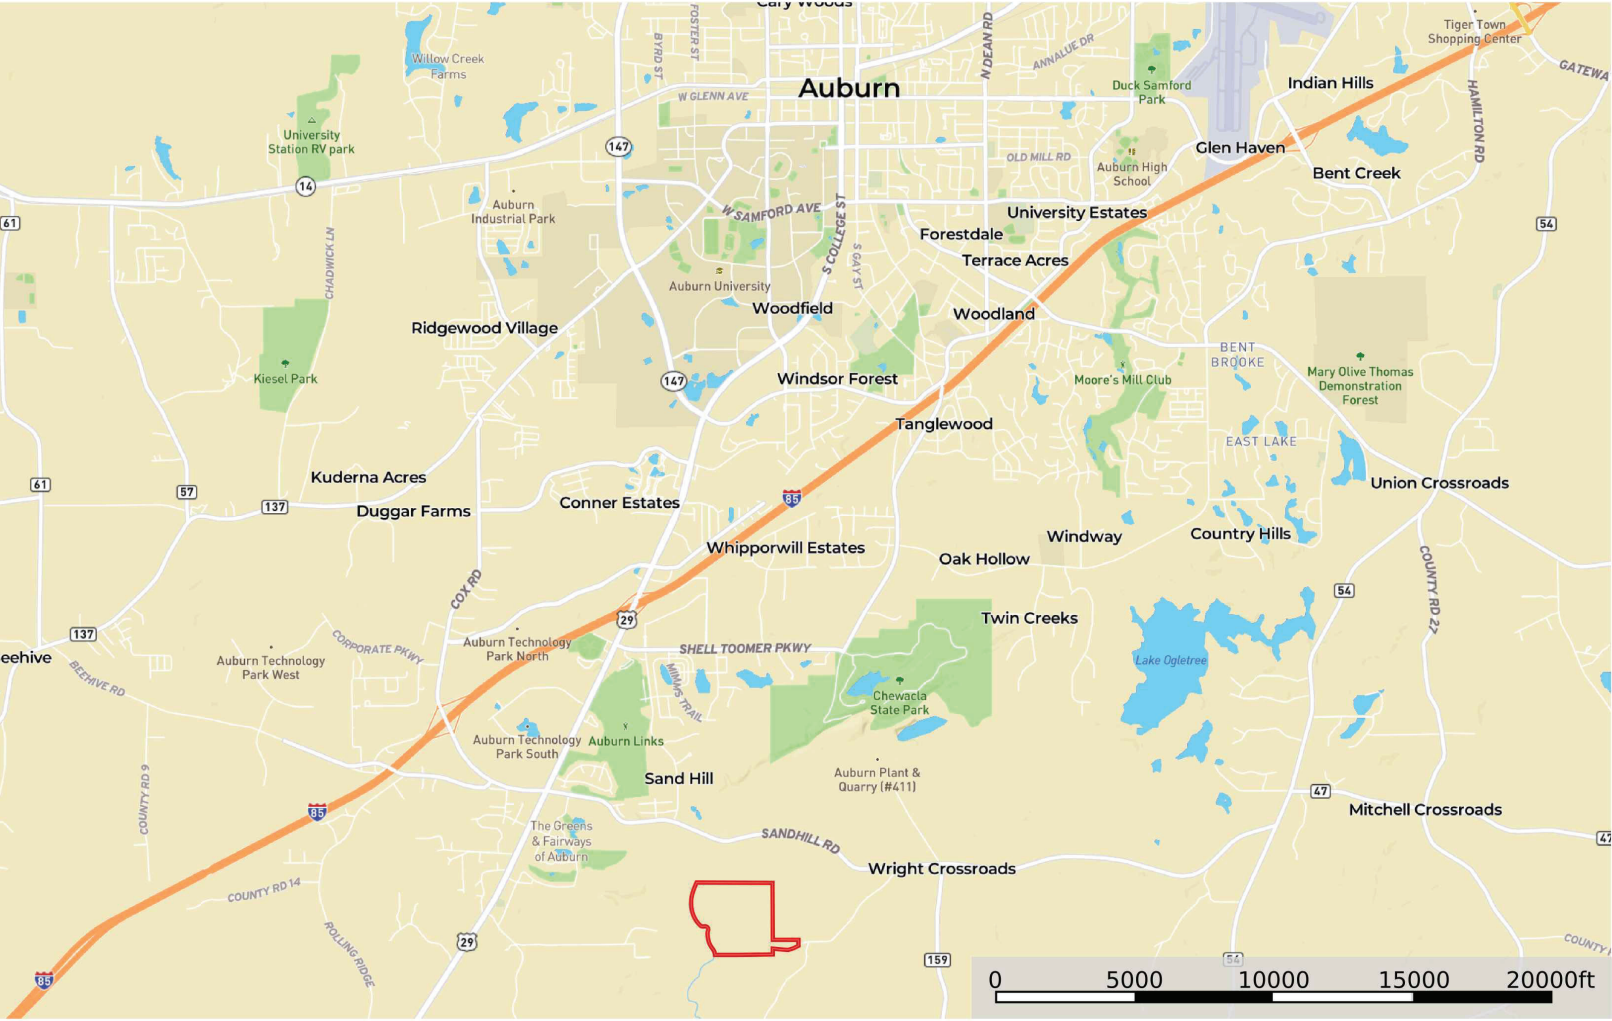 Cary Woods
Tiger Town
Shopping Center
FOSTER ST
BYRD ST
N DEAN RD
ANNALUE DR
Willow Creek
Farms
GATEWA
Auburn
W GLENN AVE
Duck Samford
Park
Indian Hills
HAMILTON RD
University
Station RV park
147
Glen Haven
OLD MILL RD
Auburn High
School
Bent Creek
14
Auburn
Industrial Park
W SAMFORD AVE
University Estates
61
54
Forestdale
S COLLEGE ST
S GAY ST
CHADWICK LN
Terrace Acres
Auburn University
Woodfield
Woodland
Ridgewood Village
BENT
BROOKE
Kiesel Park
147
Windsor Forest
Moore's Mill Club
Mary Olive Thomas
Demonstration
Forest
Tanglewood
EAST LAKE
Kuderna Acres
61
57
137
Duggar Farms
Conner Estates
85
Union Crossroads
Whipporwill Estates
Windway
Country Hills
Oak Hollow
COX RD
COUNTY RD 27
54
29
Twin Creeks
137
eehive
BEEHIVE RD
CORPORATE PKWY
Auburn Technology
Park West
Auburn Technology
Park North
SHELL TOOMER PKWY
MIMMS TRAIL
Lake Ogletree
Chewacla
State Park
Auburn Technology
Park South
Auburn Links
Sand Hill
Auburn Plant &
Quarry (#411)
COUNTY RD 9
85
47
Mitchell Crossroads
The Greens
& Fairways
of Auburn
SANDHILL RD
47
Wright Crossroads
COUNTY RD 14
ROLLING RIDGE
29
159
54
COUNTY
85
0 5000 10000 15000 20000ft